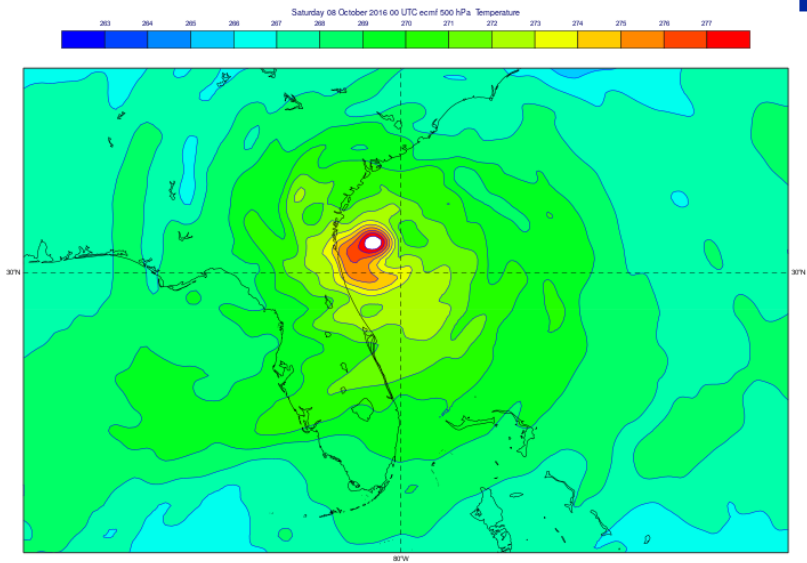 Saturday 08 October 2016 00 UTC ecmf 500 hPa Temperature
263 264 265 266 267 268 269 270 271 272 273 274 275 276 277
30°N 30°N
80°W